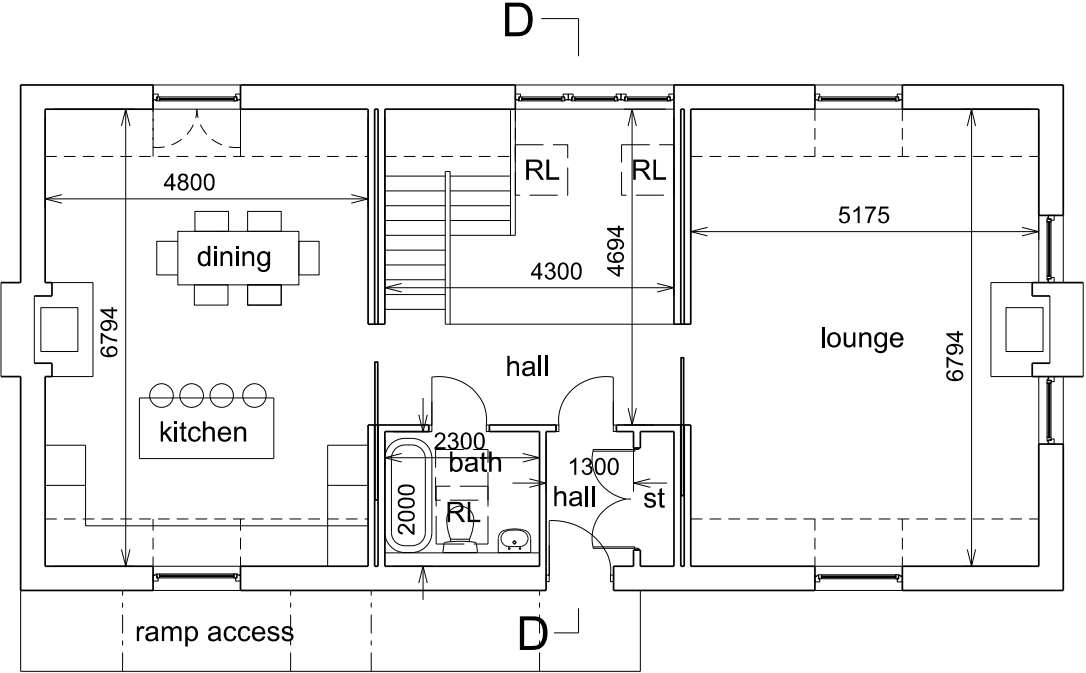 D
RL
RL
4800
5175
dining
4694
4300
6794
lounge
6794
hall
kitchen
2300
bath
1300
hall
st
2000
RL
ramp access
D